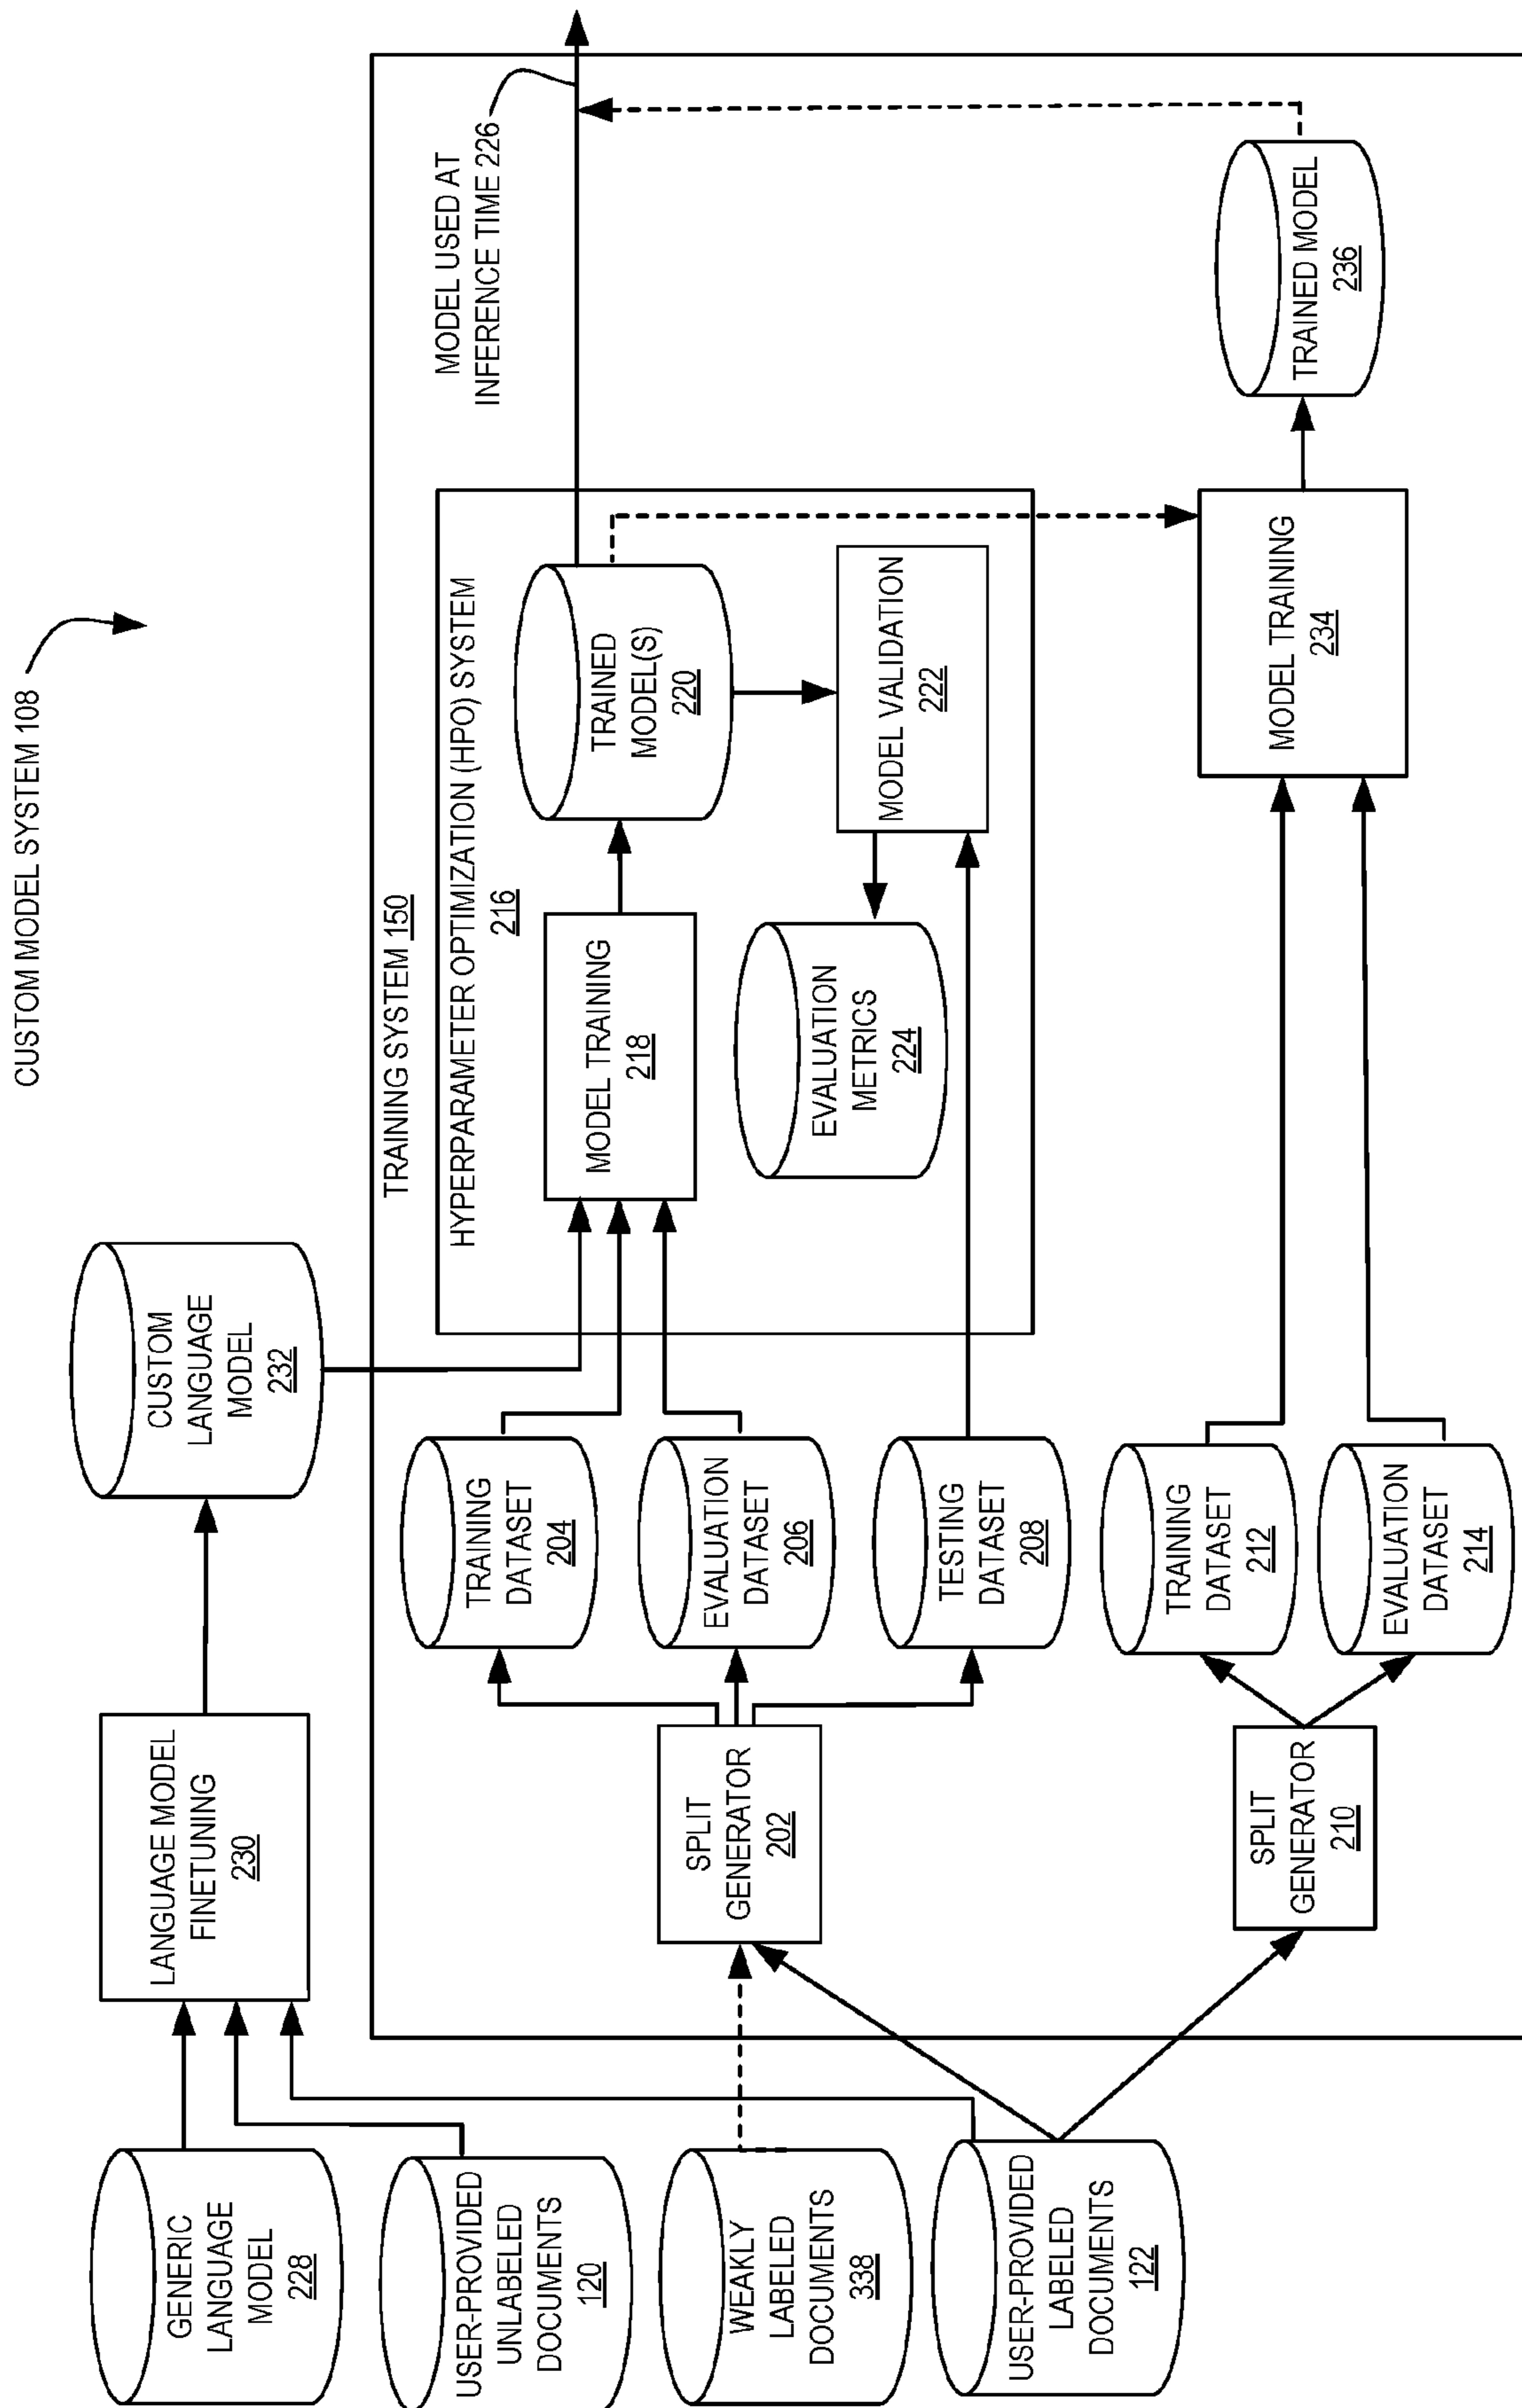 CUSTOM MODEL SYSTEM 108
GENERIC
LANGUAGE
MODEL
228
LANGUAGE MODEL
FINETUNING
230
CUSTOM
LANGUAGE
MODEL
232
USER-PROVIDED
UNLABELED
DOCUMENTS
120
WEAKLY
LABELED
DOCUMENTS
338
USER-PROVIDED
LABELED
DOCUMENTS
122
TRAINING SYSTEM 150
SPLIT
GENERATOR
202
TRAINING
DATASET
204
EVALUATION
DATASET
206
TESTING
DATASET
208
HYPERPARAMETER OPTIMIZATION (HPO) SYSTEM
216
MODEL TRAINING
218
TRAINED
MODEL(S)
220
EVALUATION
METRICS
224
MODEL VALIDATION
222
MODEL USED AT
INFERENCE TIME 226
SPLIT
GENERATOR
210
TRAINING
DATASET
212
EVALUATION
DATASET
214
MODEL TRAINING
234
TRAINED MODEL
236